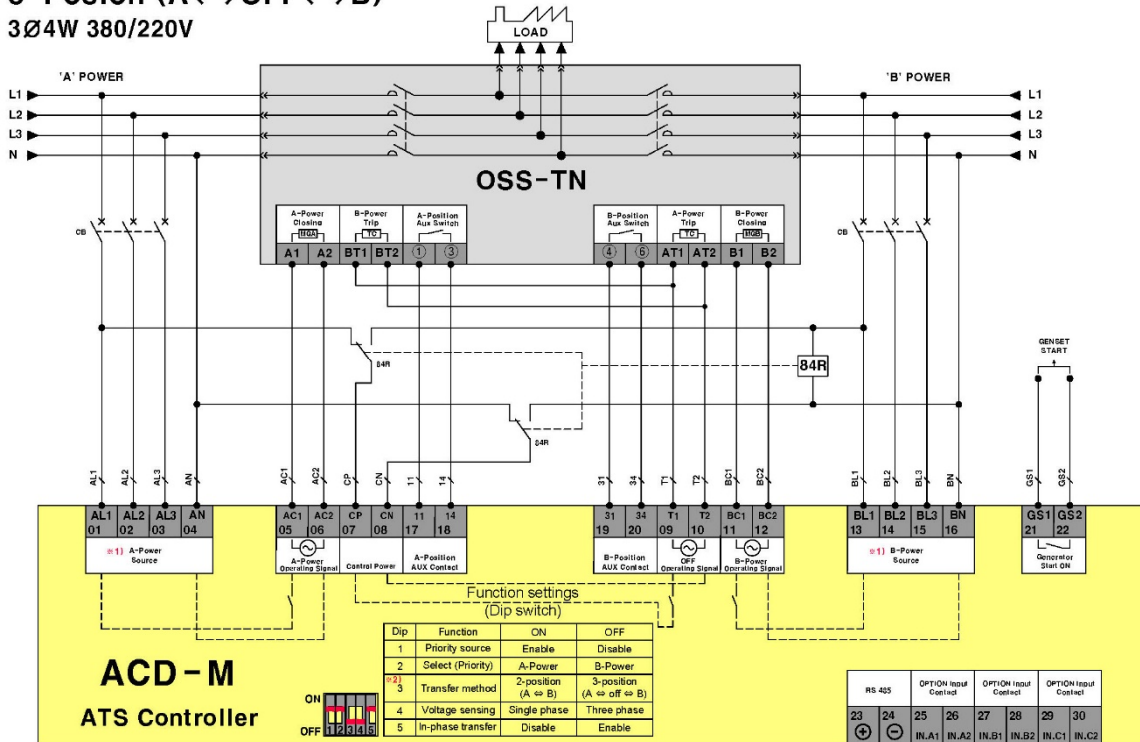 3Ø4W 380/220V
LOAD
'A' POWER
'B' POWER
L1
L2
L3
N
L1
L2
L3
N
OSS-TN
CB
CB
A-Power Closing
MGA
B-Power Trip
TC
A-Position Aux Switch
B-Position Aux Switch
A-Power Trip
TC
B-Power Closing
MGB
A1 A2 BT1 BT2 ① ③
④ ⑥ AT1 AT2 B1 B2
84R
84R
84R
GENSET
START
AL1 AL2 AL3 AN AC1 AC2 CP CN 11 14 31 34 T1 T2 BC1 BC2 BL1 BL2 BL3 BN GS1 GS2
AL1 AL2 AL3 AN
01 02 03 04
※1) A-Power
Source
AC1 AC2 CP CN 11 14
05 06 07 08 17 18
A-Power
Operating Signal
Control Power
A-Position
AUX Contact
31 34 T1 T2 BC1 BC2
19 20 09 10 11 12
B-Position
AUX Contact
OFF
Operating Signal
B-Power
Operating Signal
BL1 BL2 BL3 BN
13 14 15 16
※1) B-Power
Source
GS1 GS2
21 22
Generator
Start ON
Function settings
(Dip switch)
Dip Function ON OFF
1 Priority source Enable Disable
2 Select (Priority) A-Power B-Power
※2) 3 Transfer method 2-position (A ⇔ B) 3-position (A ⇔ off ⇔ B)
4 Voltage sensing Single phase Three phase
5 In-phase transfer Disable Enable
ACD-M
ATS Controller
ON
OFF
1 2 3 4 5
RS 485 OPTION Input Contact OPTION Input Contact OPTION Input Contact
23 24 25 26 27 28 29 30
⊕ ⊖ IN.A1 IN.A2 IN.B1 IN.B2 IN.C1 IN.C2